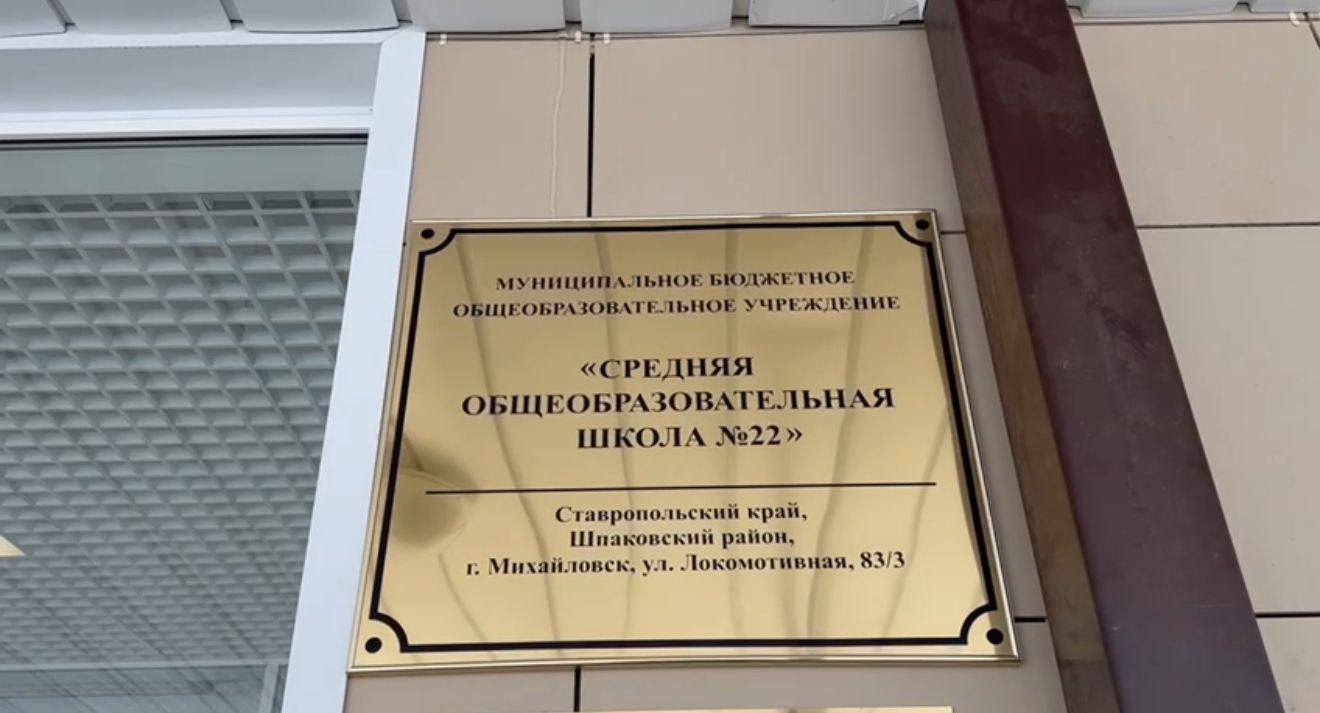 МУНИЦИПАЛЬНОЕ БЮДЖЕТНОЕ
ОБЩЕОБРАЗОВАТЕЛЬНОЕ УЧРЕЖДЕНИЕ
«СРЕДНЯЯ
ОБЩЕОБРАЗОВАТЕЛЬНАЯ
ШКОЛА №22»
Ставропольский край,
Шпаковский район,
г. Михайловск, ул. Локомотивная, 83/3